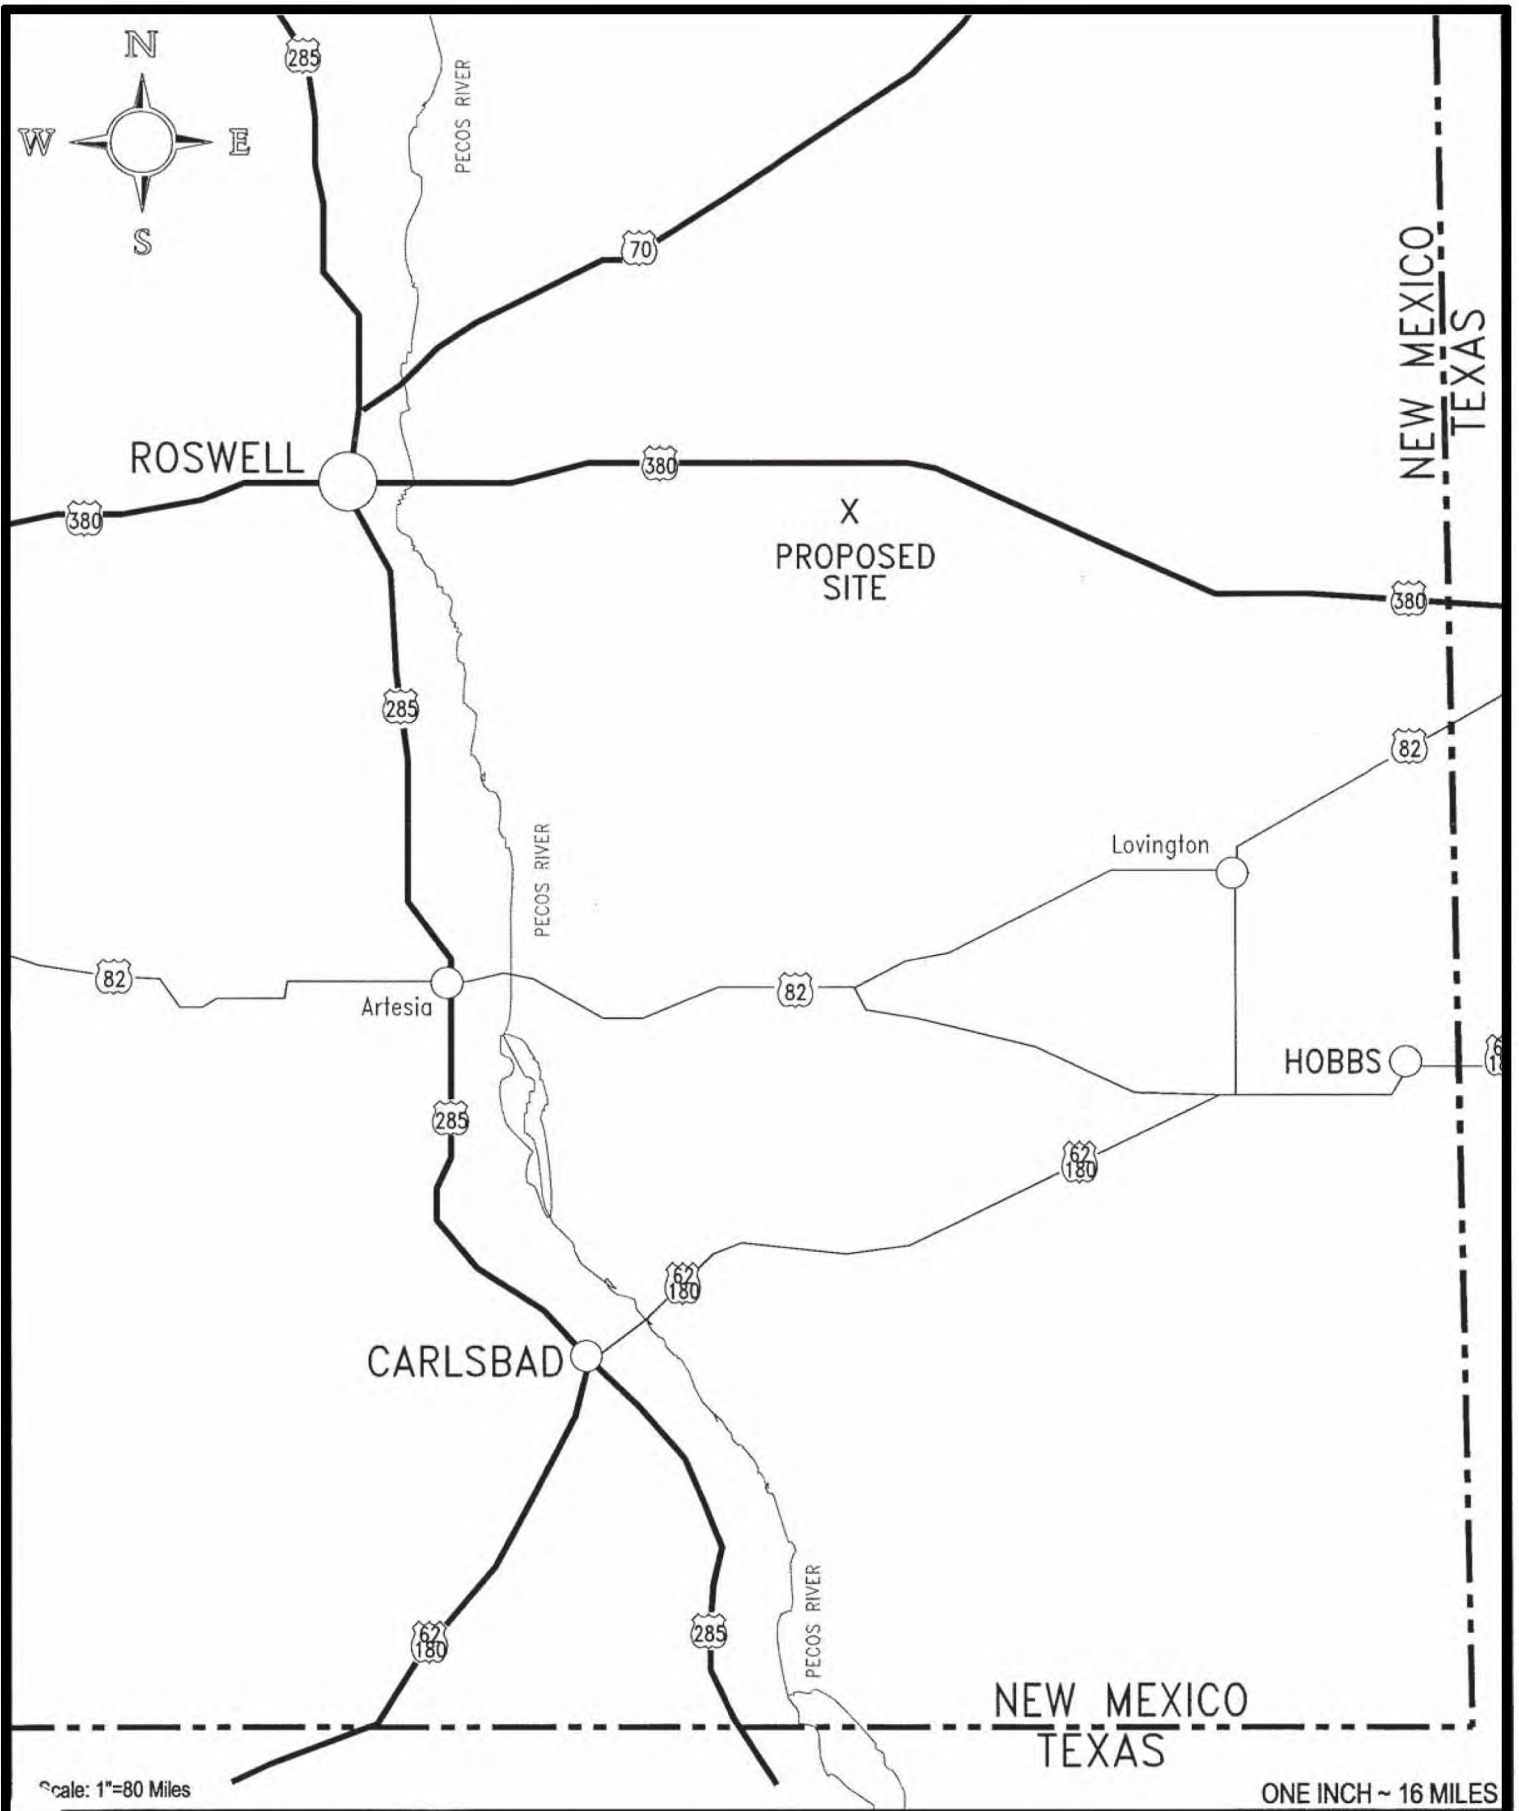 N
W E
S
285
PECOS RIVER
70
NEW MEXICO
TEXAS
ROSWELL
380
380
X
PROPOSED
SITE
380
285
82
Lovington
PECOS RIVER
82
82
Artesia
HOBBS
285
62
180
62
180
CARLSBAD
62
180
285
PECOS RIVER
NEW MEXICO
TEXAS
Scale: 1"=80 Miles
ONE INCH ~ 16 MILES